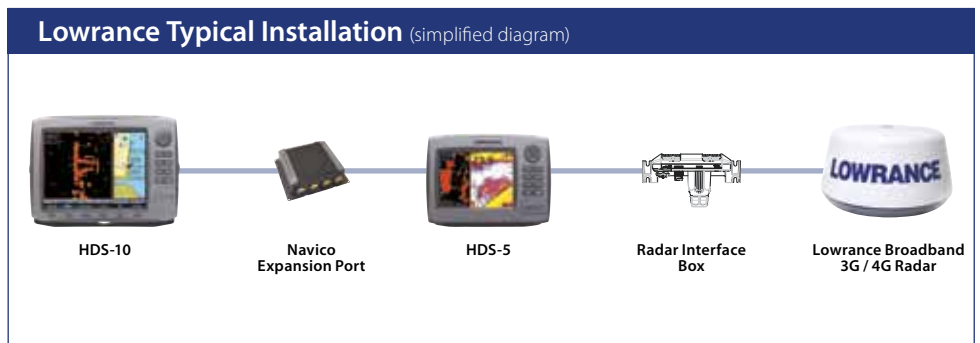 Lowrance Typical Installation (simplified diagram)
LOWRANCE
HDS-10
Navico
Expansion Port
HDS-5
Radar Interface
Box
Lowrance Broadband
3G / 4G Radar